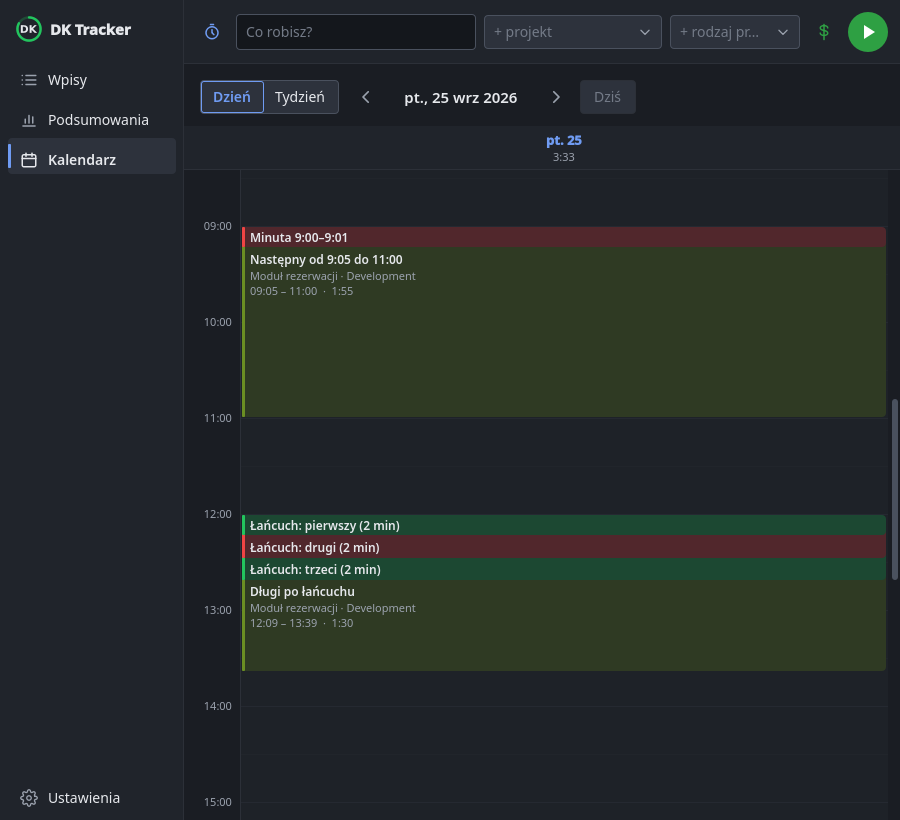 DK
DK Tracker
Co robisz?
+ projekt
+ rodzaj pr...
$
Wpisy
Podsumowania
Kalendarz
Ustawienia
Dzień
Tydzień
pt., 25 wrz 2026
Dziś
pt. 25
3:33
09:00
Minuta 9:00–9:01
Następny od 9:05 do 11:00
Moduł rezerwacji · Development
09:05 – 11:00 · 1:55
10:00
11:00
12:00
Łańcuch: pierwszy (2 min)
Łańcuch: drugi (2 min)
Łańcuch: trzeci (2 min)
Długi po łańcuchu
Moduł rezerwacji · Development
12:09 – 13:39 · 1:30
13:00
14:00
15:00